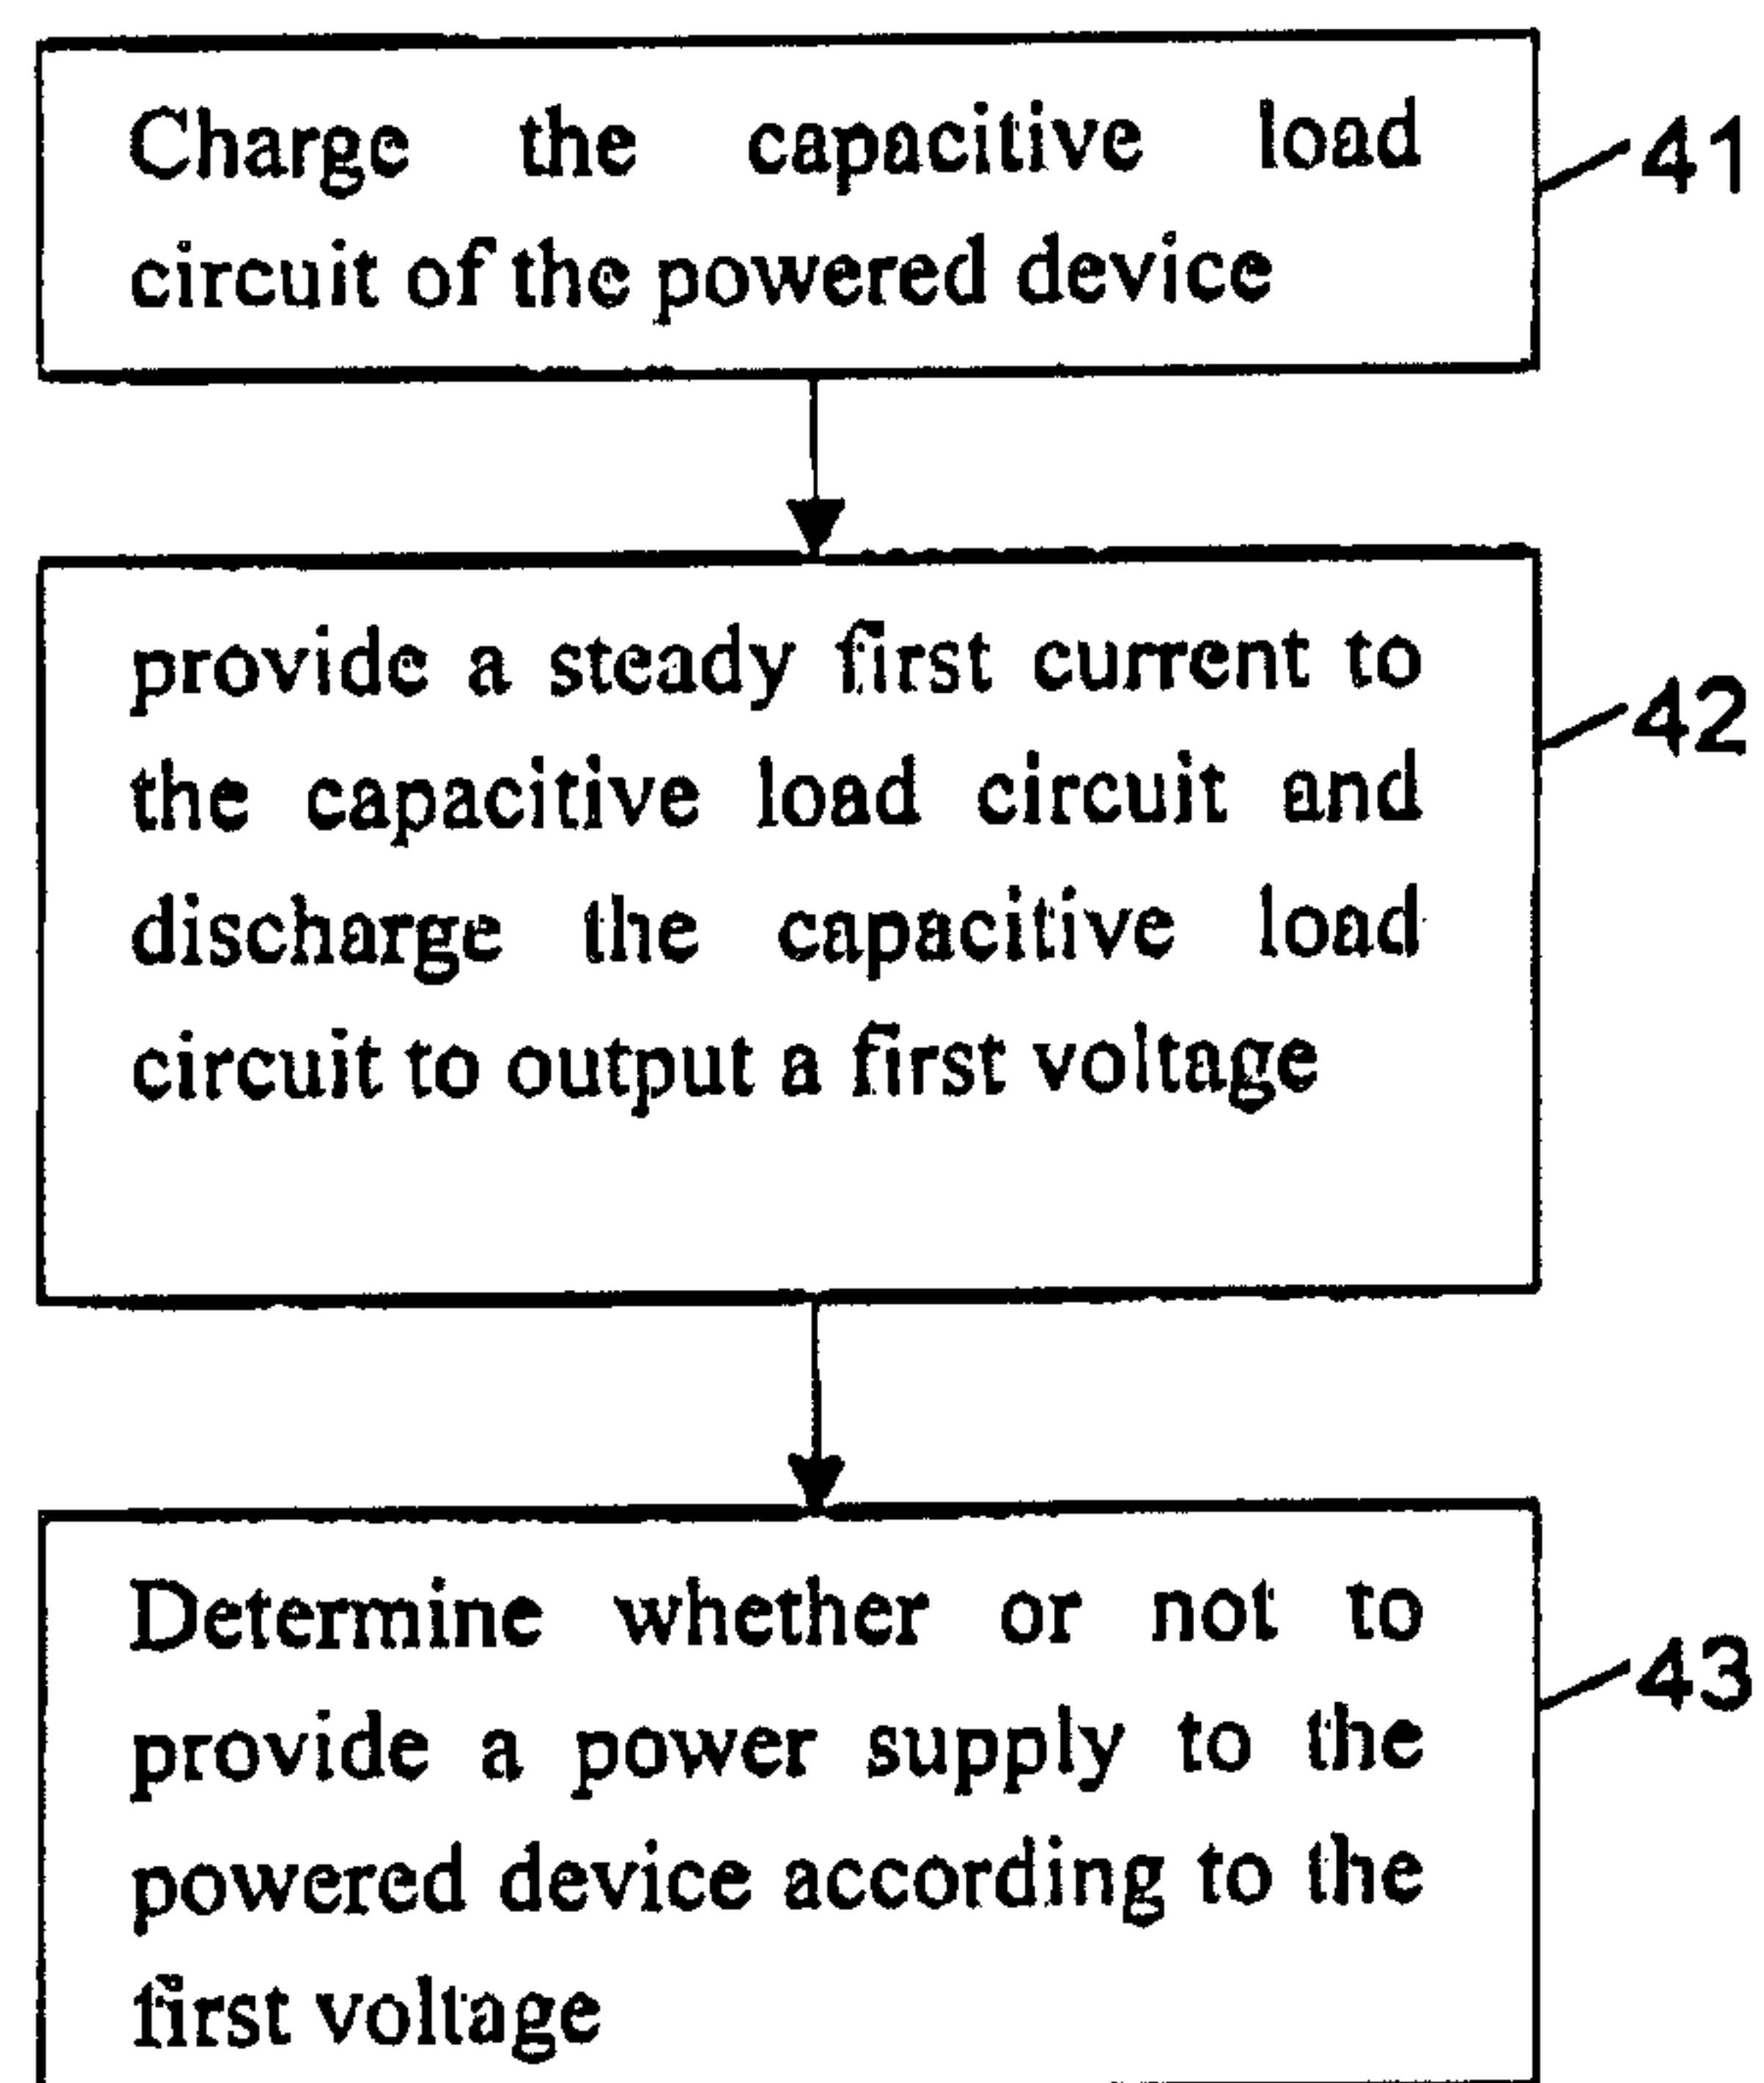 Charge the capacitive load
circuit of the powered device
41
provide a steady first current to
the capacitive load circuit and
discharge the capacitive load
circuit to output a first voltage
42
Determine whether or not to
provide a power supply to the
powered device according to the
first voltage
43